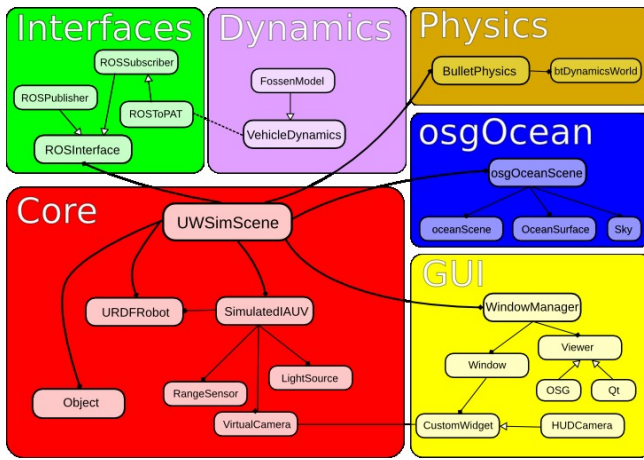 Interfaces
ROSSubscriber
ROSPublisher
ROSToPAT
ROSInterface
Dynamics
FossenModel
VehicleDynamics
Physics
BulletPhysics
btDynamicsWorld
osgOcean
osgOceanScene
oceanScene
OceanSurface
Sky
Core
UWSimScene
URDFRobot
SimulatedIAUV
RangeSensor
LightSource
Object
VirtualCamera
GUI
WindowManager
Viewer
Window
OSG
Qt
CustomWidget
HUDCamera